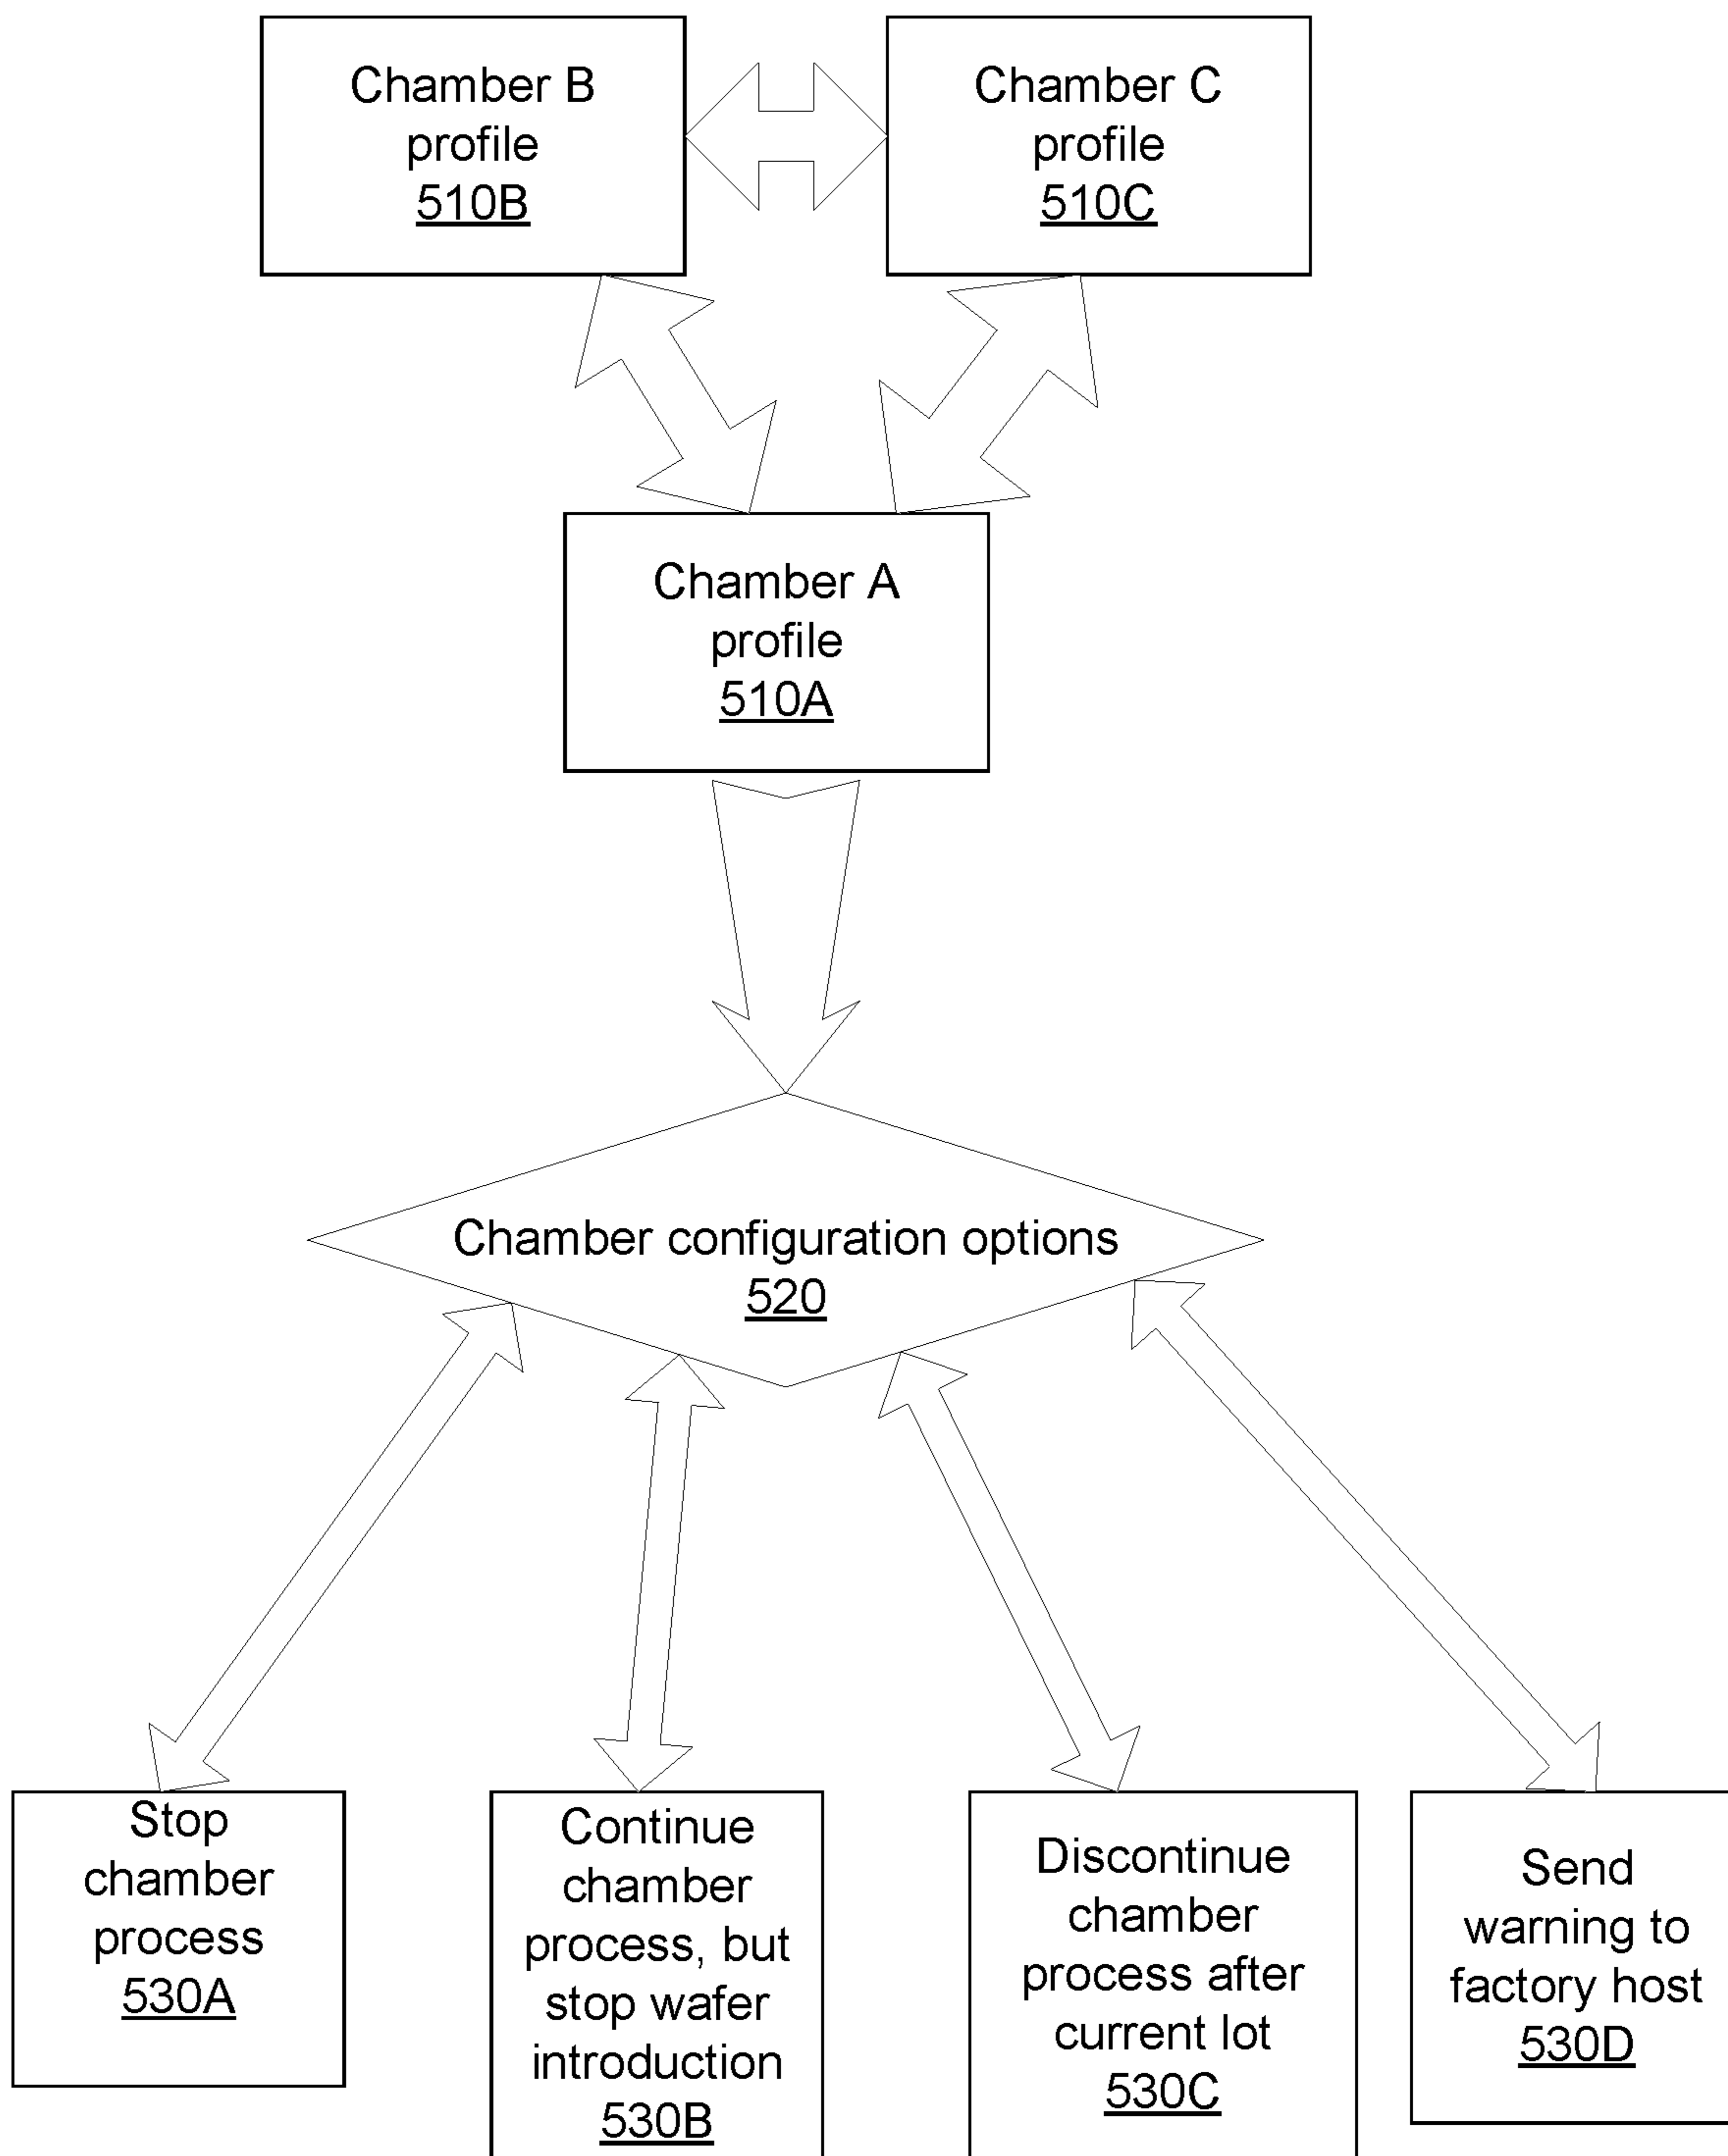 Chamber B
profile
510B
Chamber C
profile
510C
Chamber A
profile
510A
Chamber configuration options
520
Stop
chamber
process
530A
Continue
chamber
process, but
stop wafer
introduction
530B
Discontinue
chamber
process after
current lot
530C
Send
warning to
factory host
530D